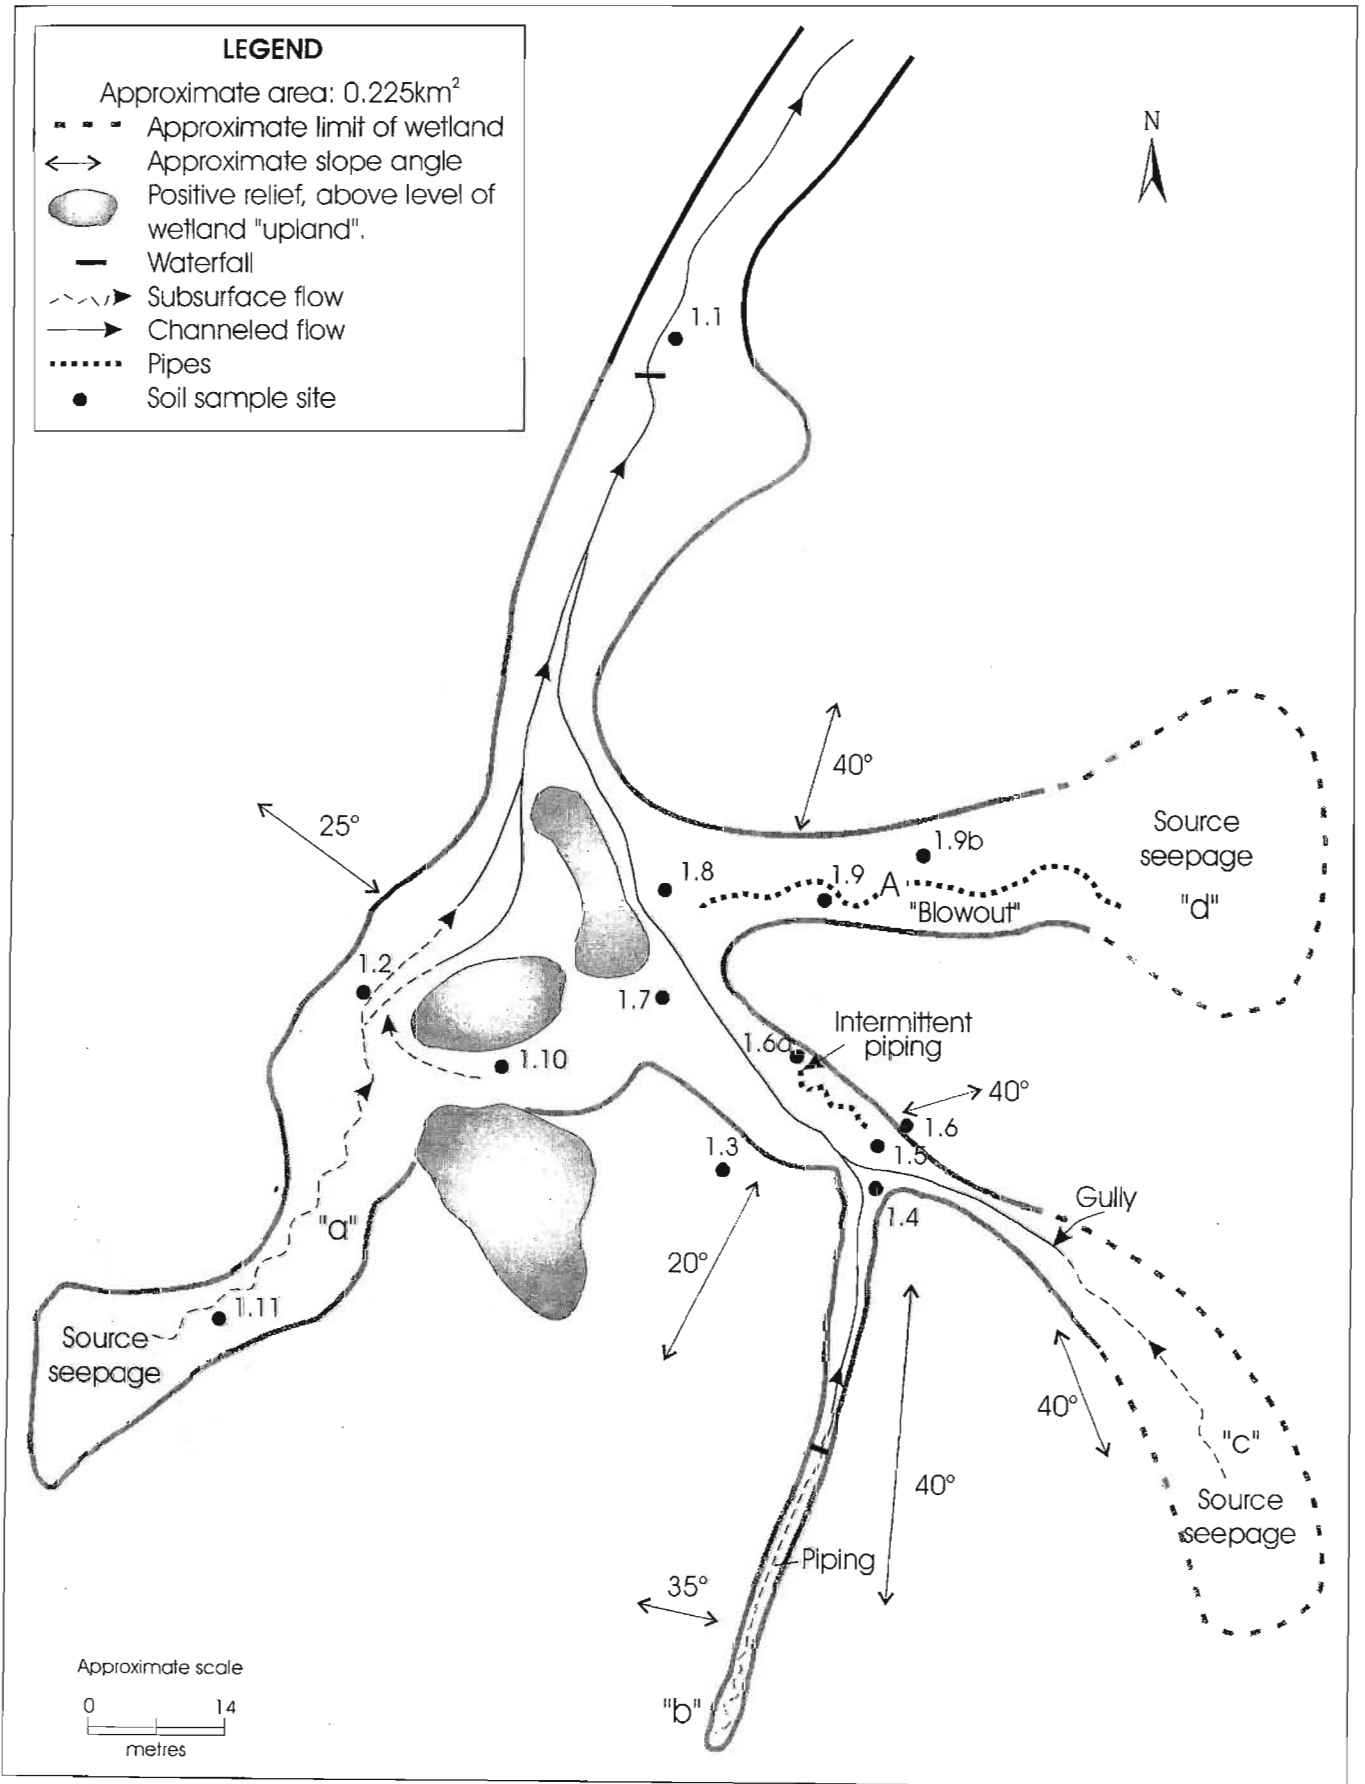 LEGEND
Approximate area: 0.225km²
Approximate limit of wetland
Approximate slope angle
Positive relief, above level of
wetland "upland".
Waterfall
Subsurface flow
Channeled flow
Pipes
Soil sample site
N
1.1
40°
25°
Source
seepage
"d"
1.9b
1.8
1.9
A
"Blowout"
1.2
1.7
Intermittent
piping
1.6a
1.10
40°
1.6
1.3
1.5
Gully
1.4
"a"
20°
1.11
Source
seepage
40°
"c"
40°
Source
seepage
Piping
35°
Approximate scale
"b"
0 14
metres